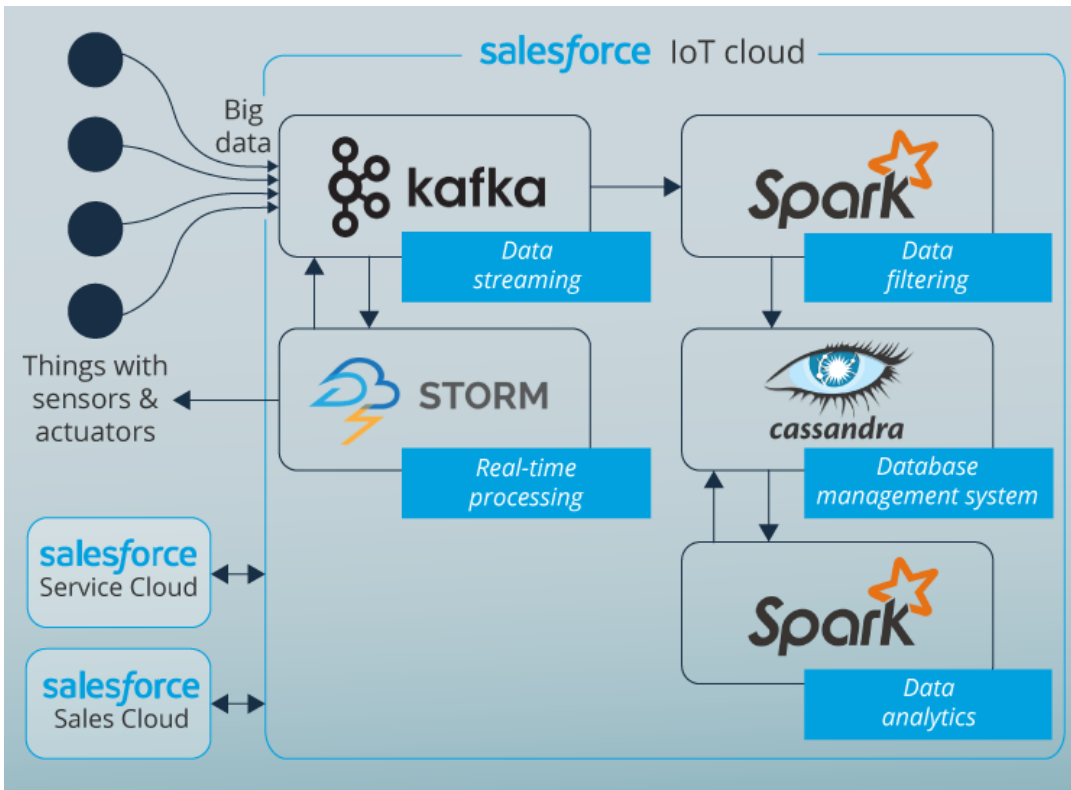 salesforce IoT cloud
Big
data
kafka
Data
streaming
Spark
Data
filtering
Things with
sensors &
actuators
STORM
Real-time
processing
cassandra
Database
management system
salesforce
Service Cloud
Spark
Data
analytics
salesforce
Sales Cloud